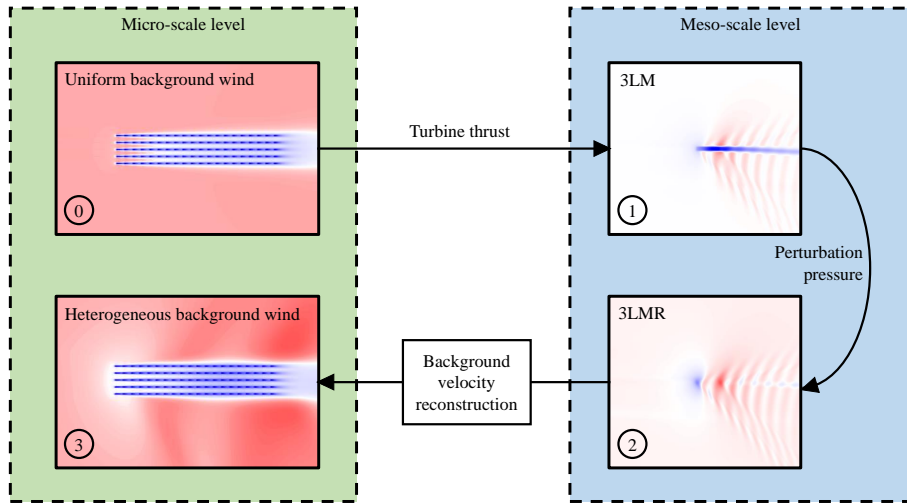 Micro-scale level
Meso-scale level
Uniform background wind
0
Turbine thrust
3LM
1
Perturbation
pressure
3LMR
2
Background
velocity
reconstruction
Heterogeneous background wind
3